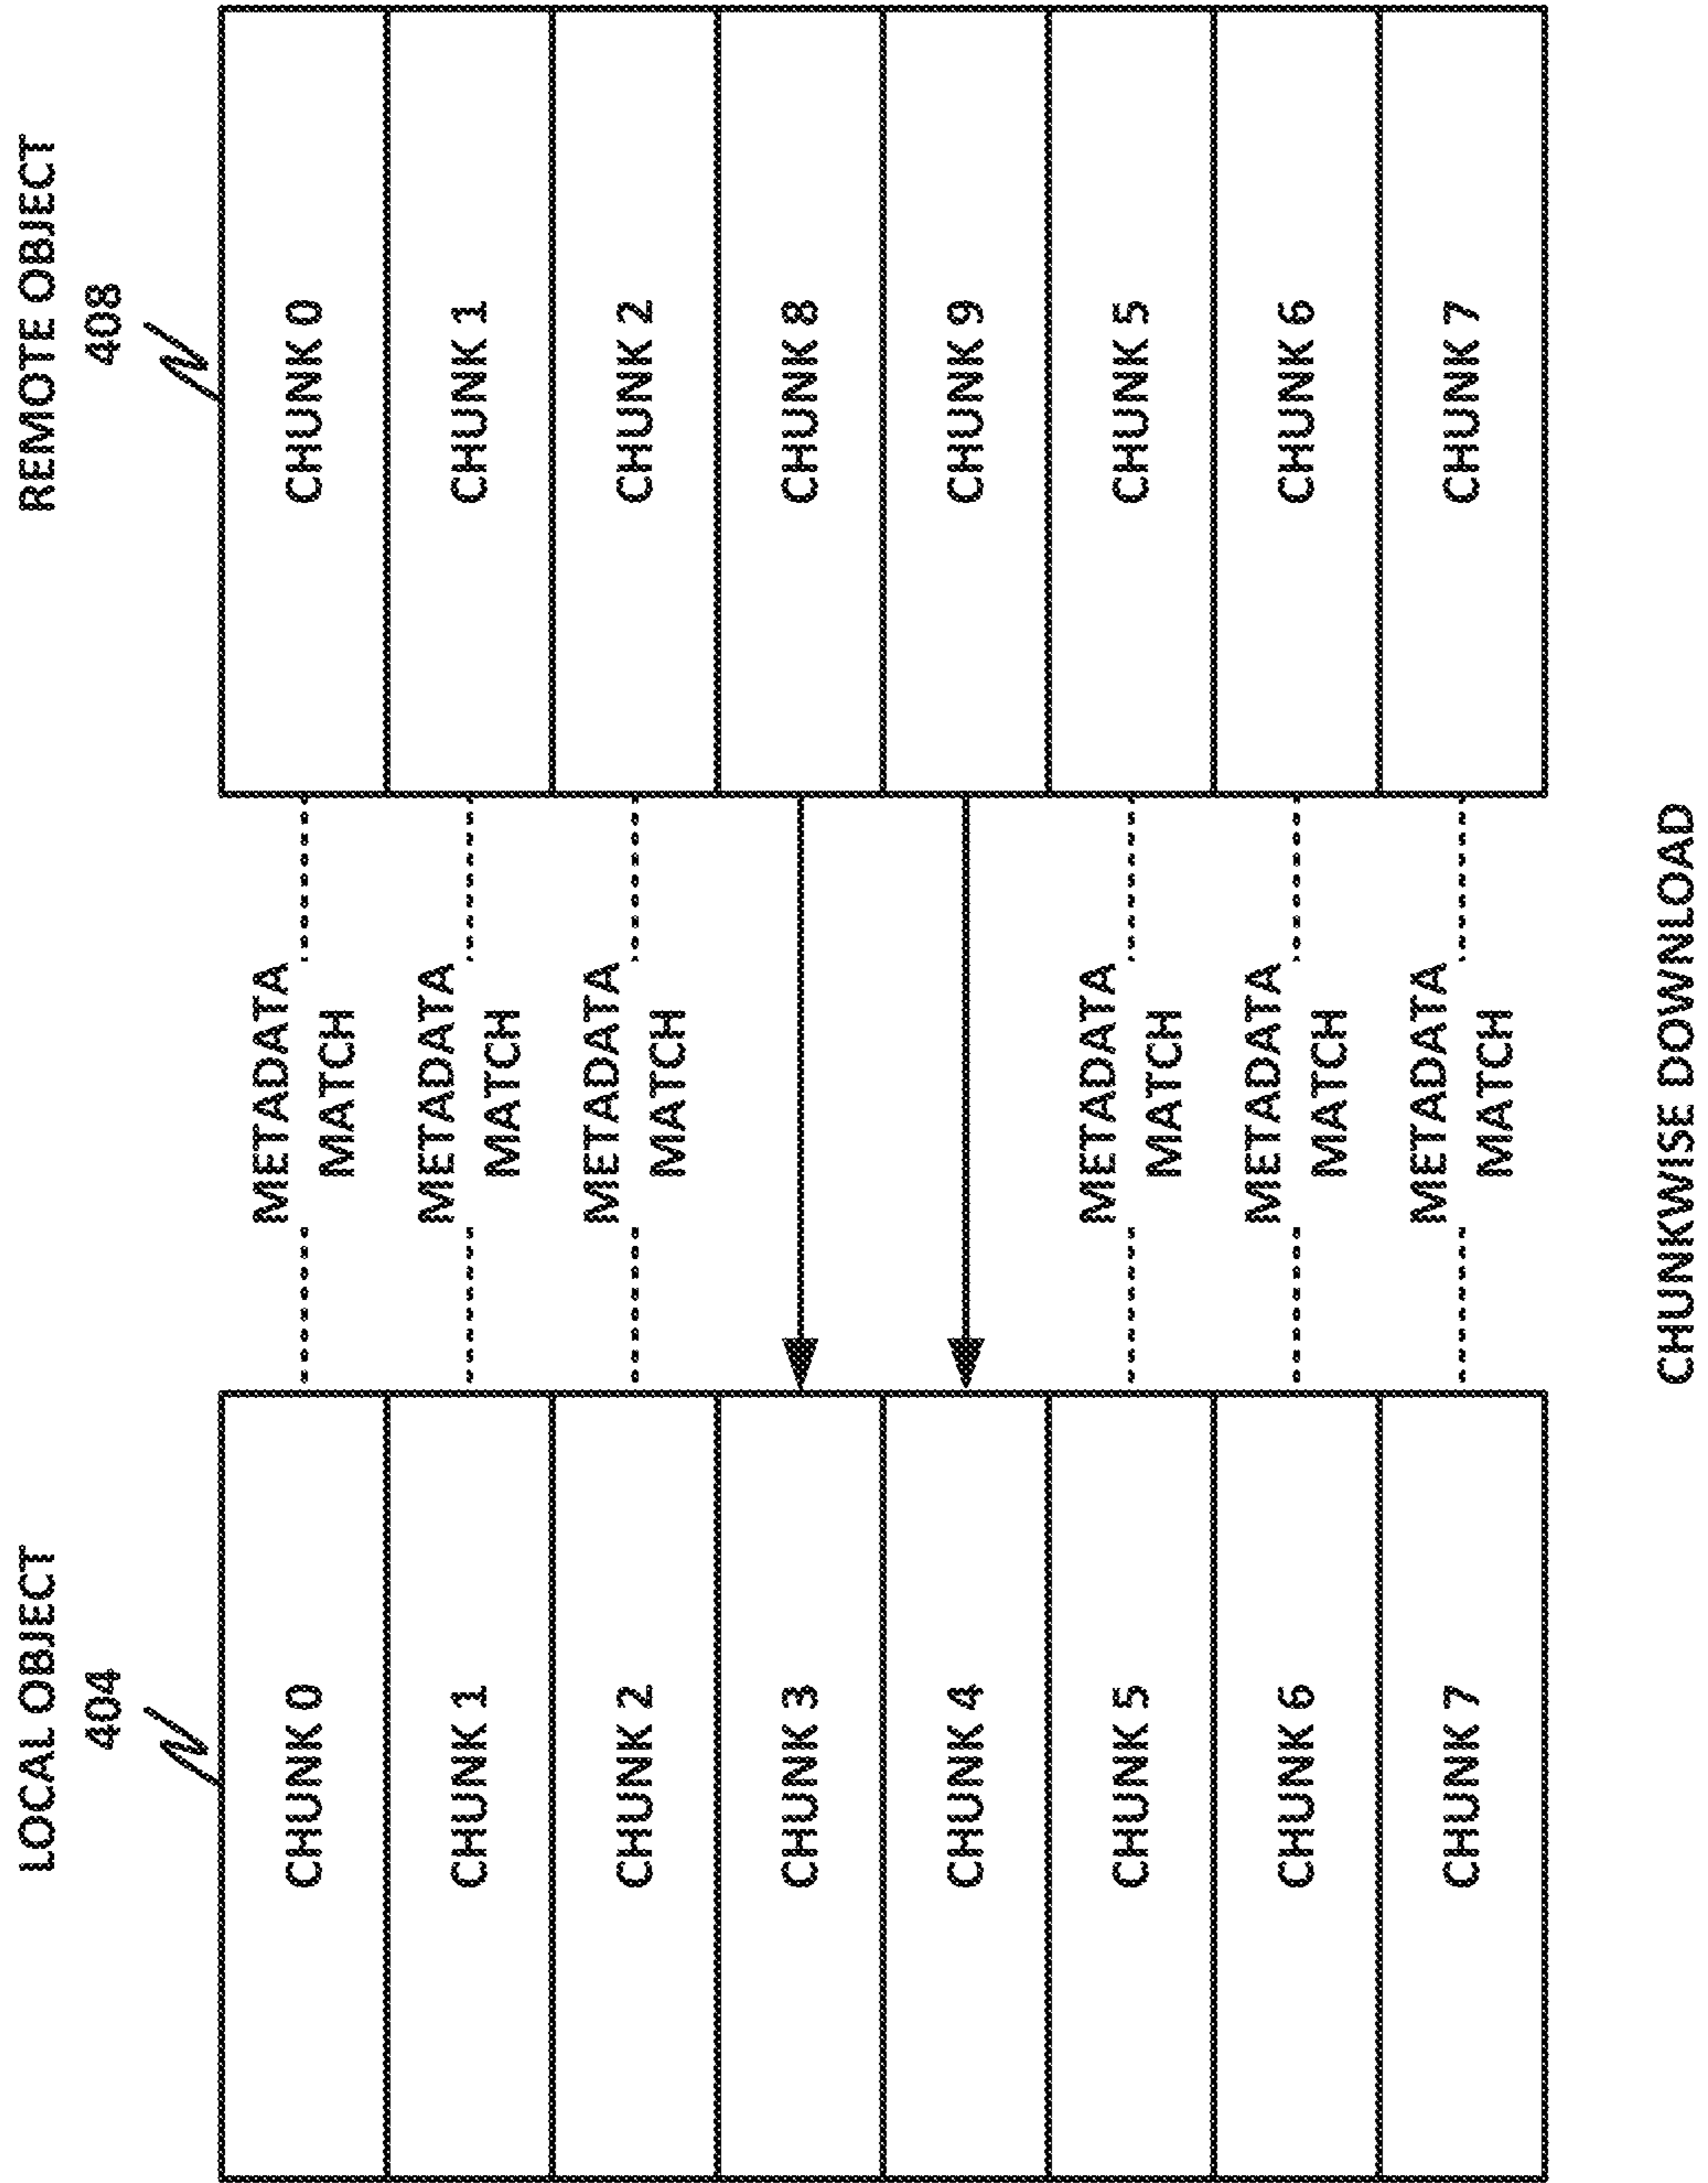 LOCAL OBJECT
404
REMOTE OBJECT
408
CHUNK 0
METADATA
MATCH
CHUNK 0
CHUNK 1
METADATA
MATCH
CHUNK 1
CHUNK 2
METADATA
MATCH
CHUNK 2
CHUNK 3
CHUNK 8
CHUNK 4
CHUNK 9
CHUNK 5
METADATA
MATCH
CHUNK 5
CHUNK 6
METADATA
MATCH
CHUNK 6
CHUNK 7
METADATA
MATCH
CHUNK 7
CHUNKWISE DOWNLOAD